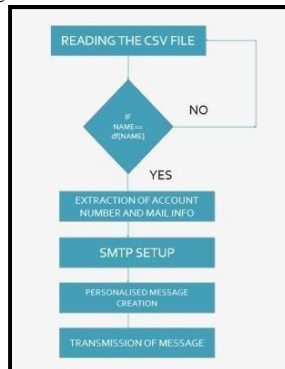 READING THE CSV FILE
IF
NAME==
df[NAME]
NO
YES
EXTRACTION OF ACCOUNT
NUMBER AND MAIL INFO
SMTP SETUP
PERSONALISED MESSAGE
CREATION
TRANSMISSION OF MESSAGE